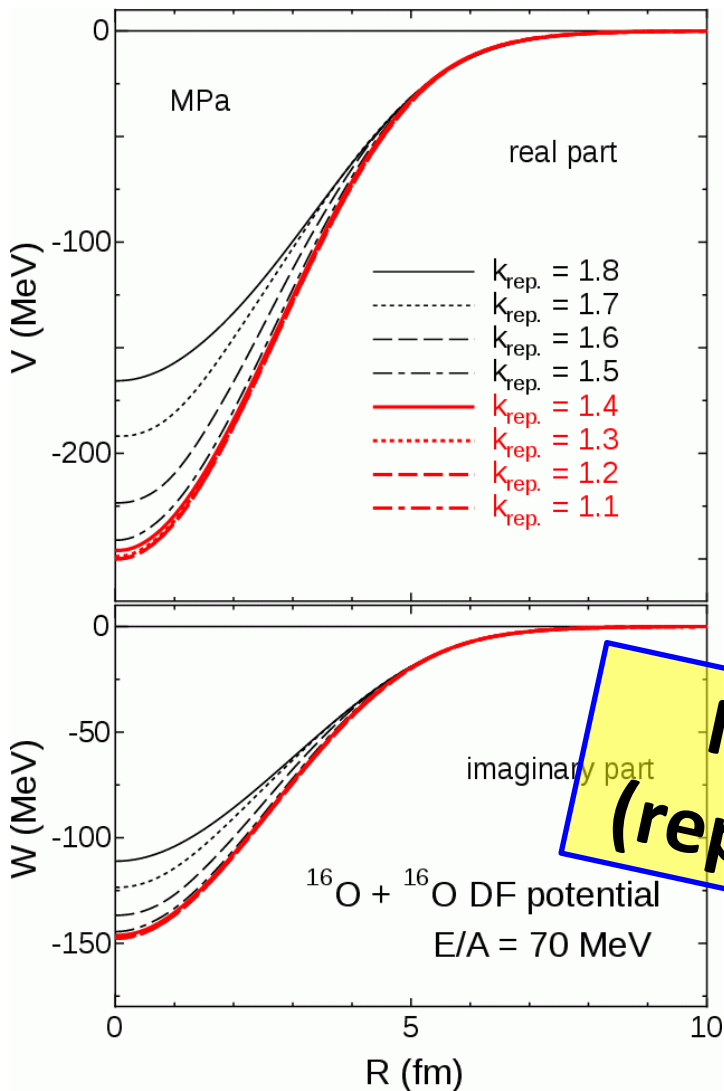 0
MPa
real part
-100
V (MeV)
k_rep. = 1.8
k_rep. = 1.7
k_rep. = 1.6
k_rep. = 1.5
k_rep. = 1.4
k_rep. = 1.3
k_rep. = 1.2
k_rep. = 1.1
-200
0
-50
W (MeV)
imaginary part
(rep
-100
¹⁶O + ¹⁶O DF potential
E/A = 70 MeV
-150
0 5 10
R (fm)